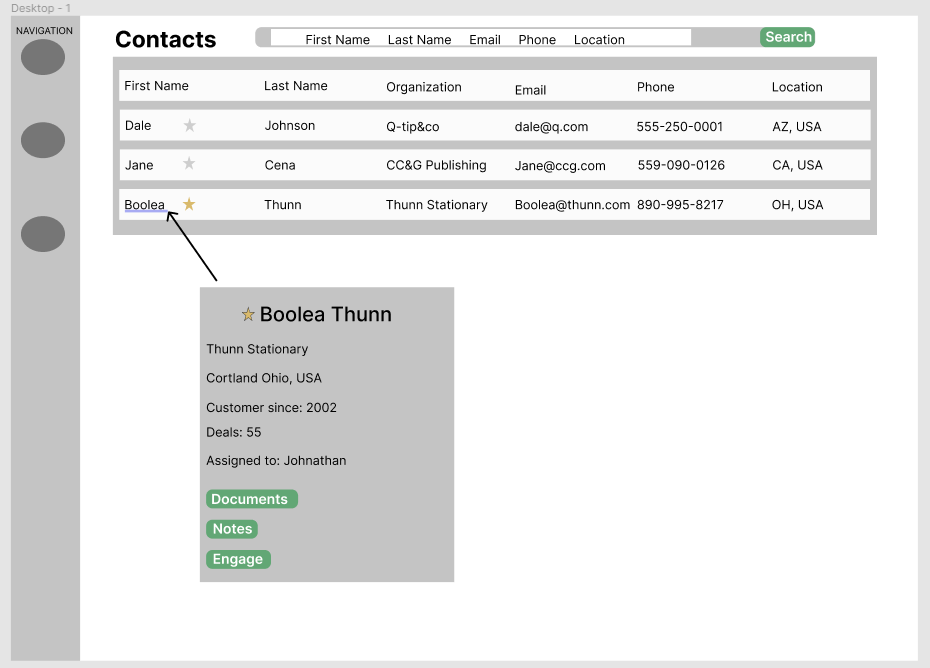 Desktop - 1
NAVIGATION
Contacts
First Name Last Name Email Phone Location
Search
First Name Last Name Organization Email Phone Location
Dale Johnson Q-tip&co dale@q.com 555-250-0001 AZ, USA
Jane Cena CC&G Publishing Jane@ccg.com 559-090-0126 CA, USA
Boolea Thunn Thunn Stationary Boolea@thunn.com 890-995-8217 OH, USA
Boolea Thunn
Thunn Stationary
Cortland Ohio, USA
Customer since: 2002
Deals: 55
Assigned to: Johnathan
Documents
Notes
Engage